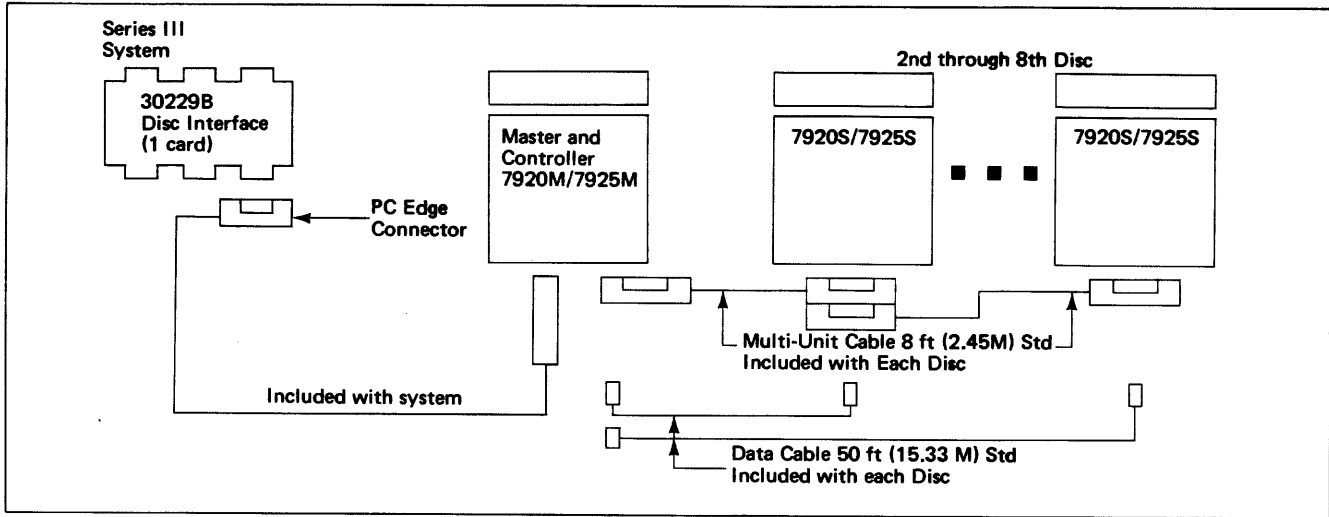 Series III
System
30229B
Disc Interface
(1 card)
PC Edge
Connector
Master and
Controller
7920M/7925M
2nd through 8th Disc
7920S/7925S
7920S/7925S
Multi-Unit Cable 8 ft (2.45M) Std
Included with Each Disc
Included with system
Data Cable 50 ft (15.33 M) Std
Included with each Disc